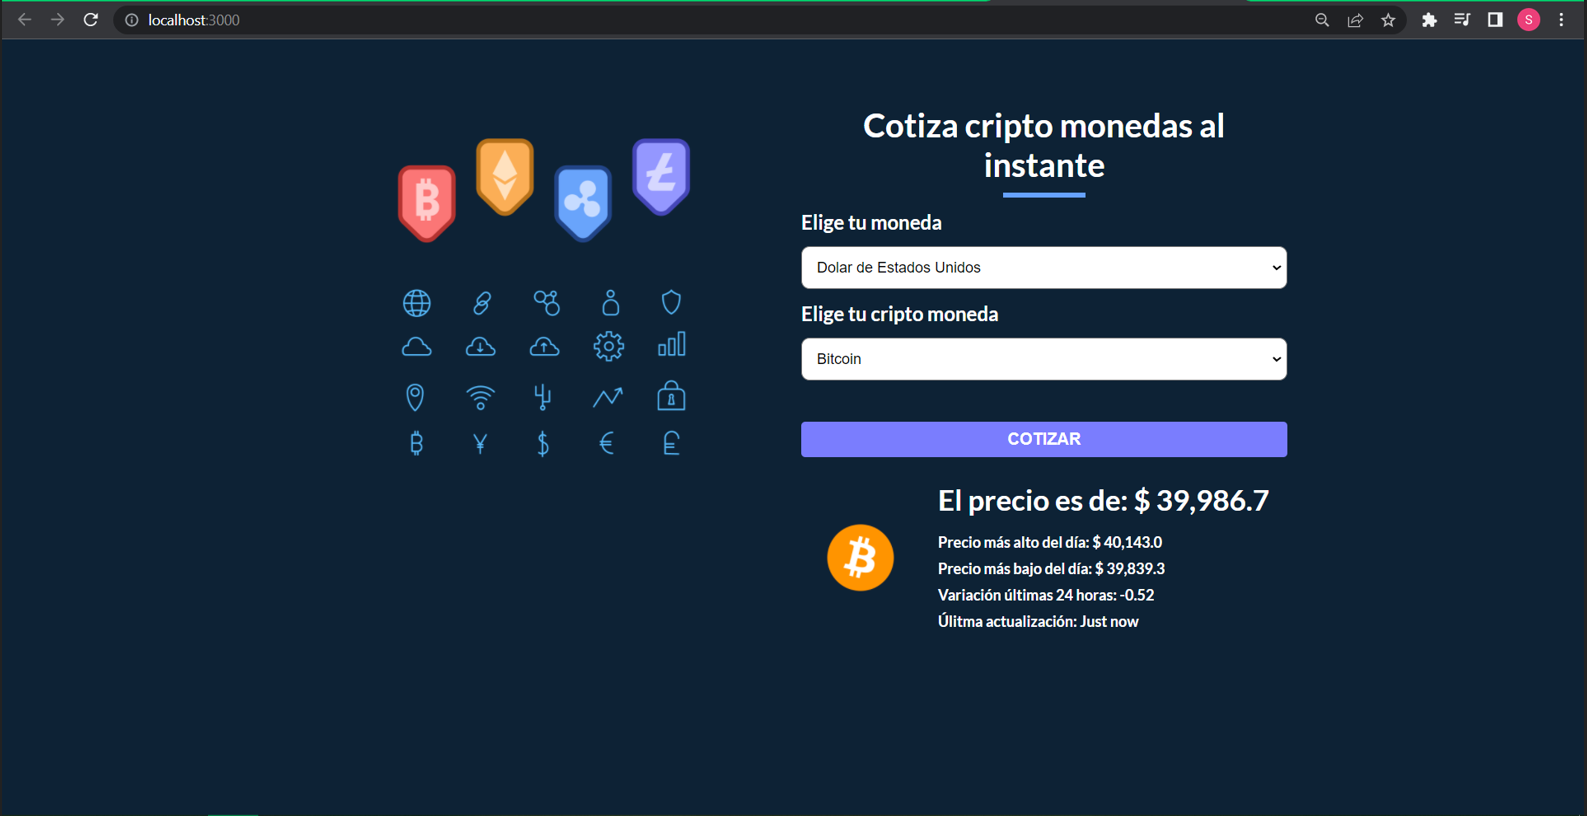 localhost:3000
S
Cotiza cripto monedas al
instante
Elige tu moneda
Dolar de Estados Unidos
Elige tu cripto moneda
Bitcoin
COTIZAR
El precio es de: $ 39,986.7
Precio más alto del día: $ 40,143.0
Precio más bajo del día: $ 39,839.3
Variación últimas 24 horas: -0.52
Úlitma actualización: Just now